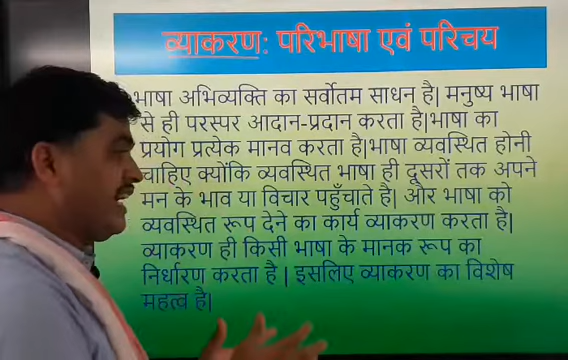 व्याकरण: परिभाषा एवं परिचय
भाषा अभिव्यक्ति का सर्वोतम साधन है| मनुष्य भाषा
से ही परस्पर आदान-प्रदान करता है|भाषा का
प्रयोग प्रत्येक मानव करता है|भाषा व्यवस्थित होनी
चाहिए क्योंकि व्यवस्थित भाषा ही दूसरों तक अपने
मन के भाव या विचार पहुँचाते है| और भाषा को
व्यवस्थित रूप देने का कार्य व्याकरण करता है|
व्याकरण ही किसी भाषा के मानक रूप का
निर्धारण करता है | इसलिए व्याकरण का विशेष
महत्व है|